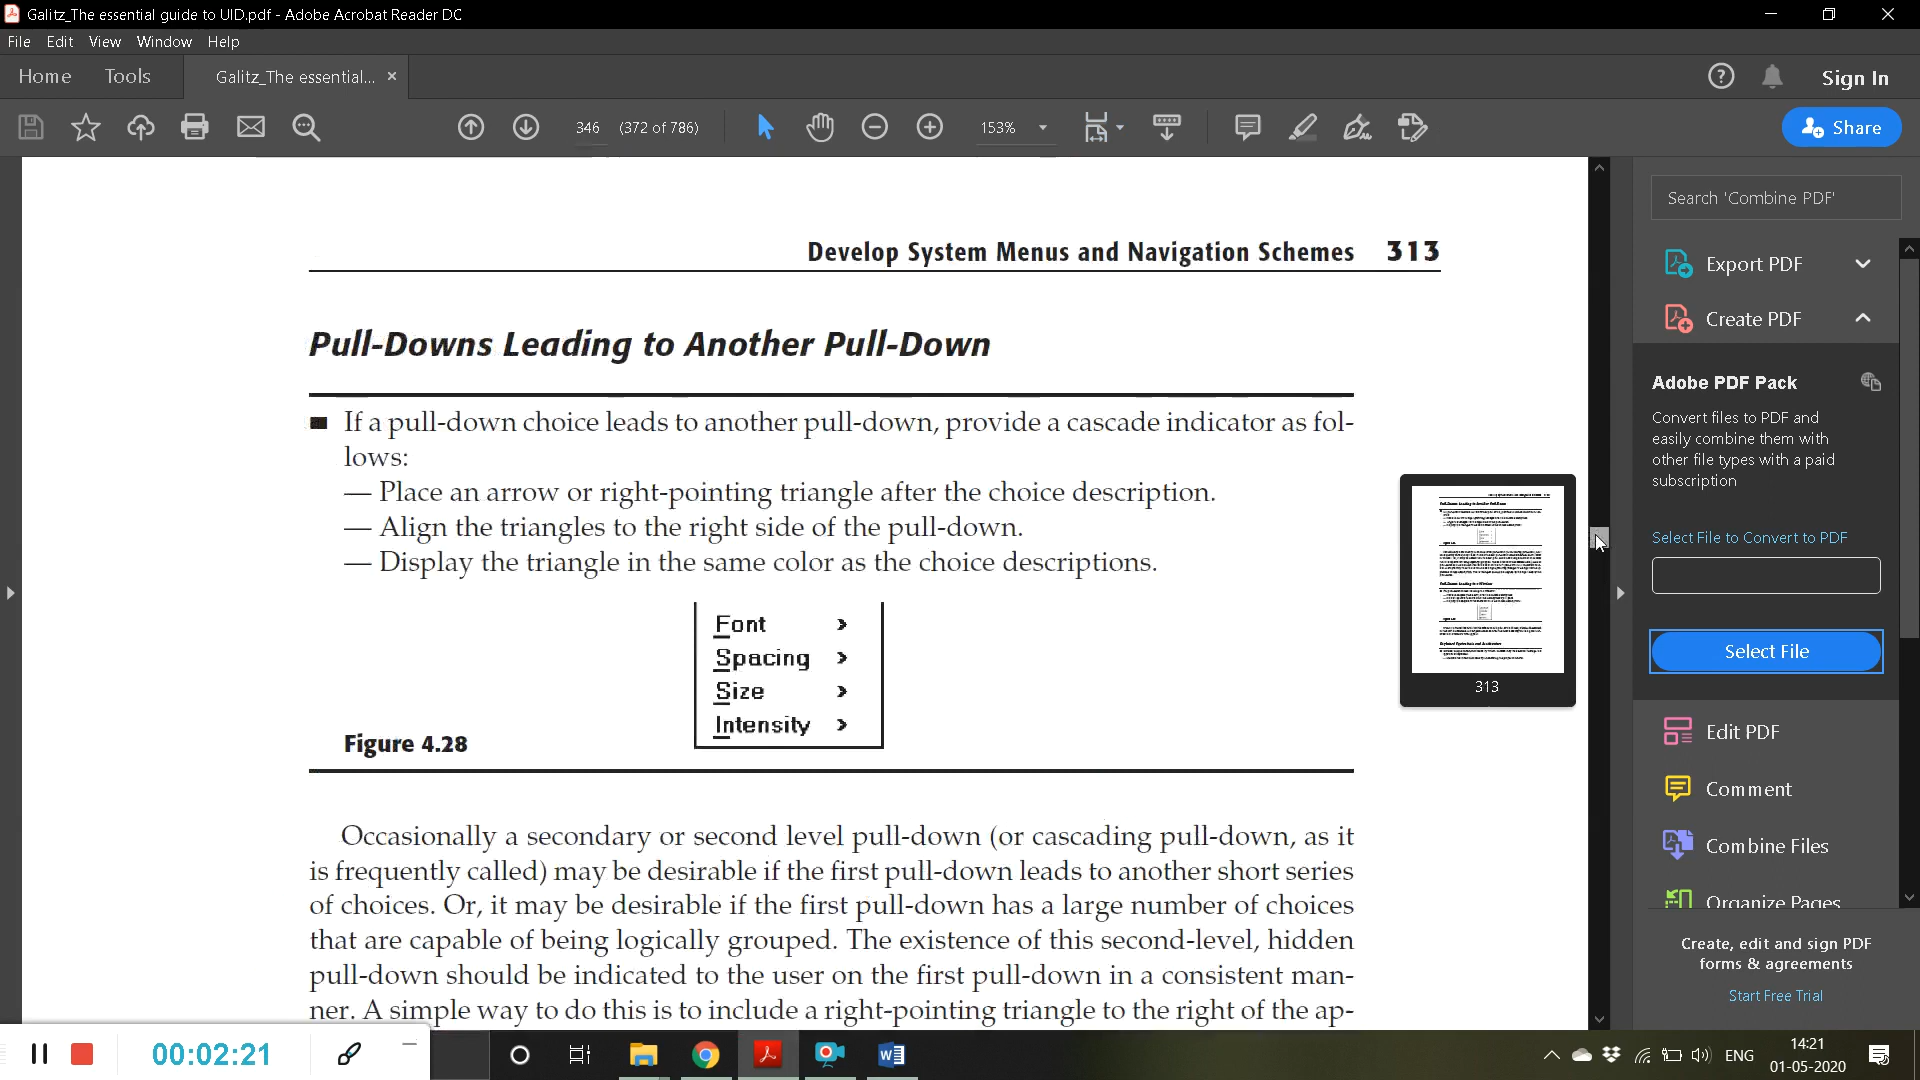 Galitz_The essential guide to UID.pdf - Adobe Acrobat Reader DC
File Edit View Window Help
Home Tools Galitz_The essential... ×
Sign In
346 (372 of 786) 153%
Share
Develop System Menus and Navigation Schemes 313
Pull-Downs Leading to Another Pull-Down
■ If a pull-down choice leads to another pull-down, provide a cascade indicator as fol-
lows:
— Place an arrow or right-pointing triangle after the choice description.
— Align the triangles to the right side of the pull-down.
— Display the triangle in the same color as the choice descriptions.
Font >
Spacing >
Size >
Intensity >
Figure 4.28
Occasionally a secondary or second level pull-down (or cascading pull-down, as it
is frequently called) may be desirable if the first pull-down leads to another short series
of choices. Or, it may be desirable if the first pull-down has a large number of choices
that are capable of being logically grouped. The existence of this second-level, hidden
pull-down should be indicated to the user on the first pull-down in a consistent man-
ner. A simple way to do this is to include a right-pointing triangle to the right of the ap-
313
Search 'Combine PDF'
Export PDF
Create PDF
Adobe PDF Pack
Convert files to PDF and
easily combine them with
other file types with a paid
subscription
Select File to Convert to PDF
Select File
Edit PDF
Comment
Combine Files
Organize Pages
Create, edit and sign PDF
forms & agreements
Start Free Trial
00:02:21
ENG
14:21
01-05-2020